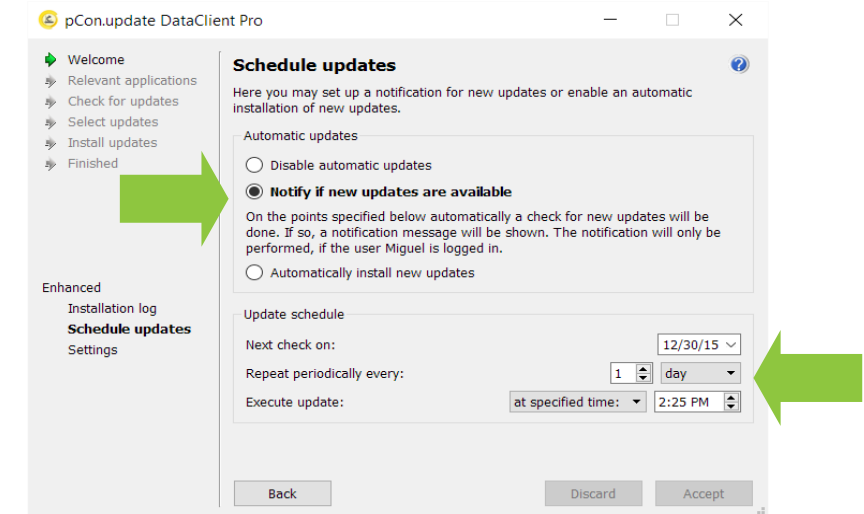 pCon.update DataClient Pro
Welcome
Relevant applications
Check for updates
Select updates
Install updates
Finished
Enhanced
Installation log
Schedule updates
Settings
Schedule updates
Here you may set up a notification for new updates or enable an automatic
installation of new updates.
Automatic updates
Disable automatic updates
Notify if new updates are available
On the points specified below automatically a check for new updates will be
done. If so, a notification message will be shown. The notification will only be
performed, if the user Miguel is logged in.
Automatically install new updates
Update schedule
Next check on: 12/30/15
Repeat periodically every: 1 day
Execute update: at specified time: 2:25 PM
Back Discard Accept